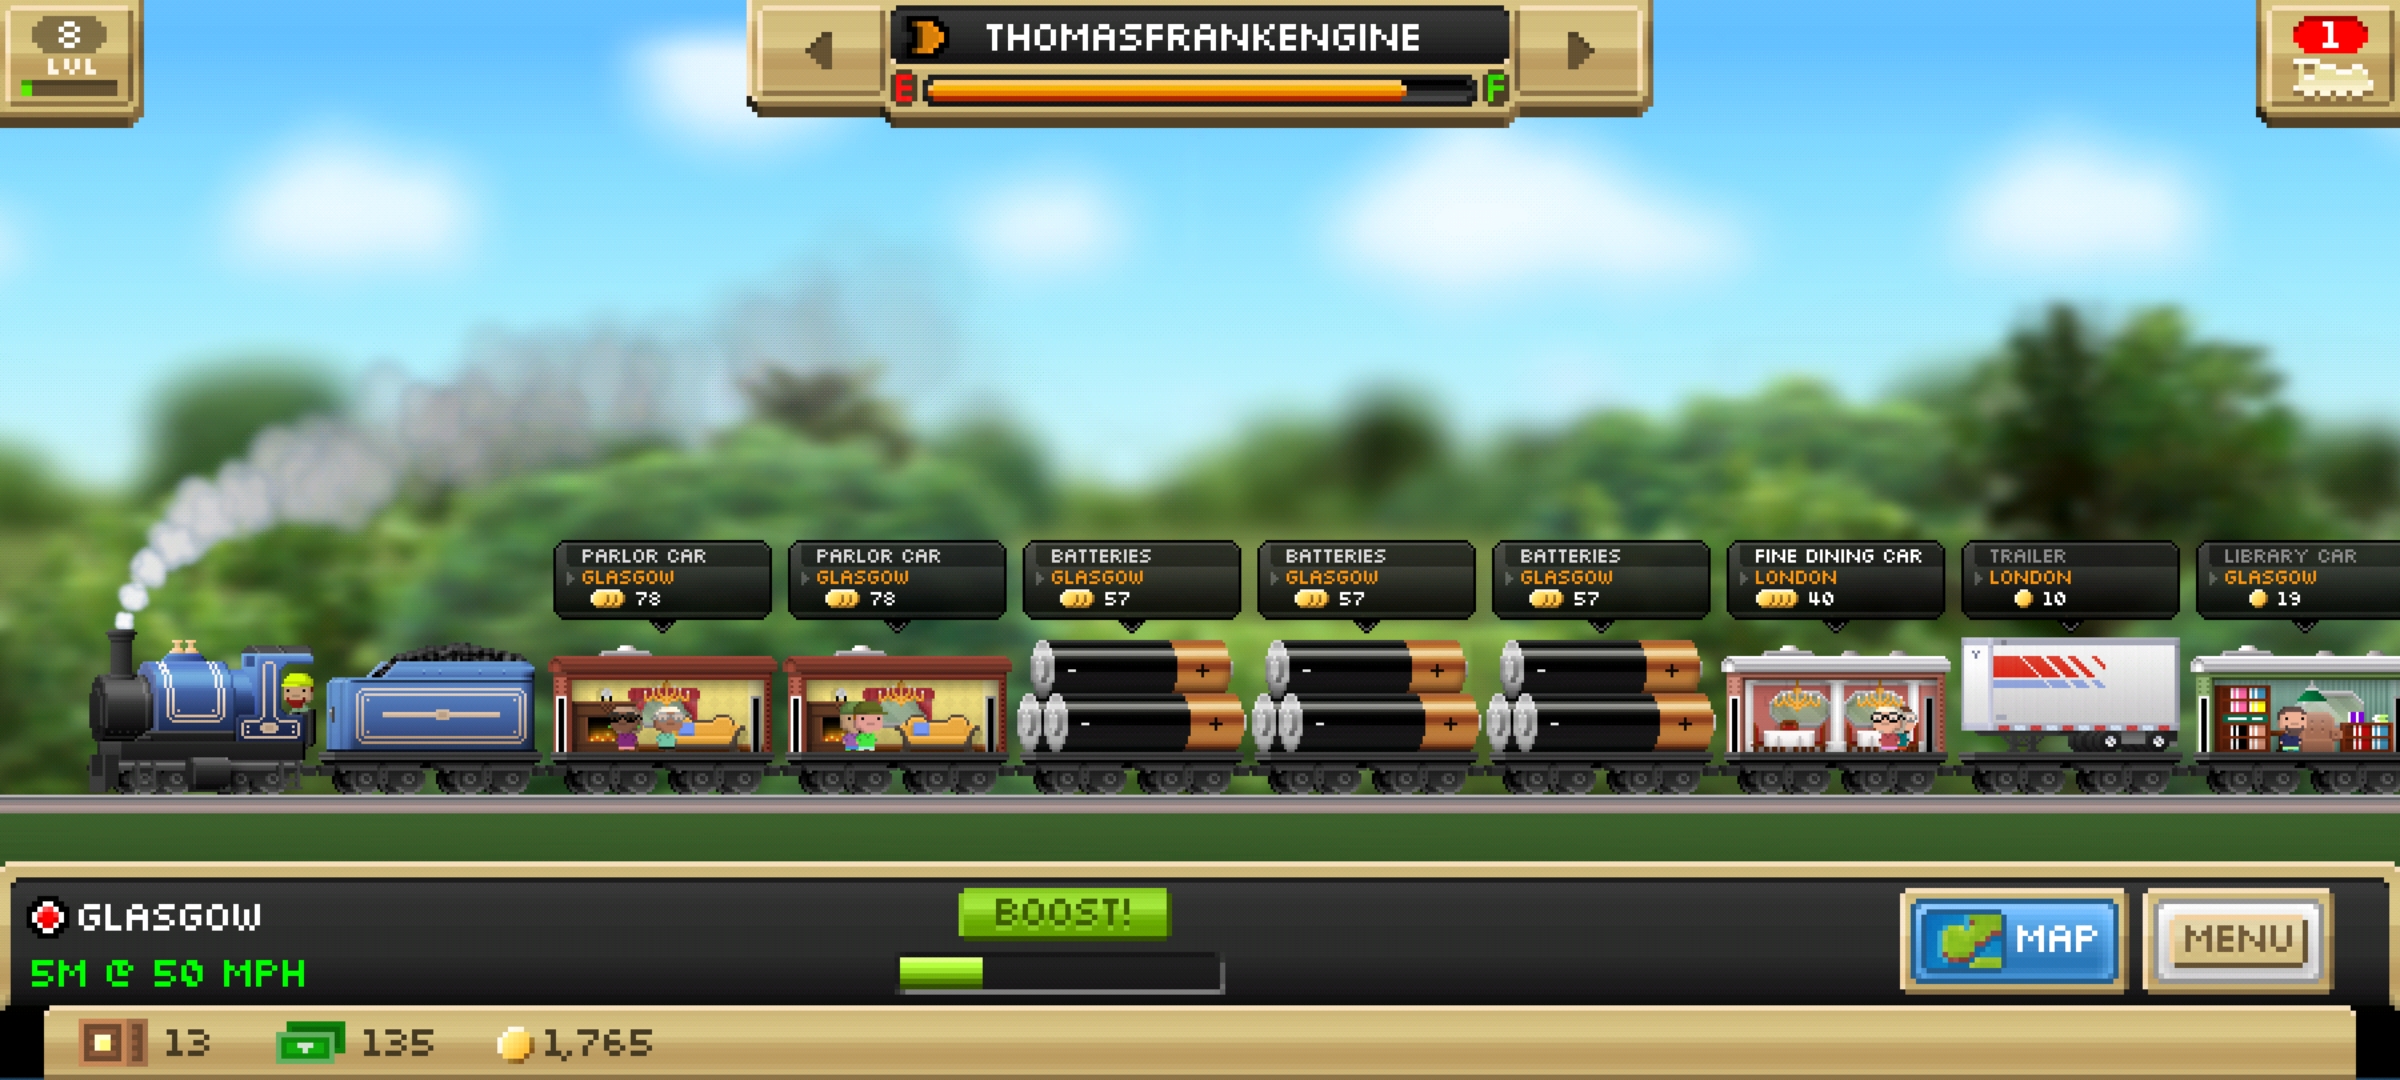 8
LVL
THOMASFRANKENGINE
E F
1
PARLOR CAR
GLASGOW
78
PARLOR CAR
GLASGOW
78
BATTERIES
GLASGOW
57
BATTERIES
GLASGOW
57
BATTERIES
GLASGOW
57
FINE DINING CAR
LONDON
40
TRAILER
LONDON
10
LIBRARY CAR
GLASGOW
19
- +
- +
- +
- +
- +
- +
Y
GLASGOW
5M @ 50 MPH
BOOST!
MAP
MENU
13
135
1,765